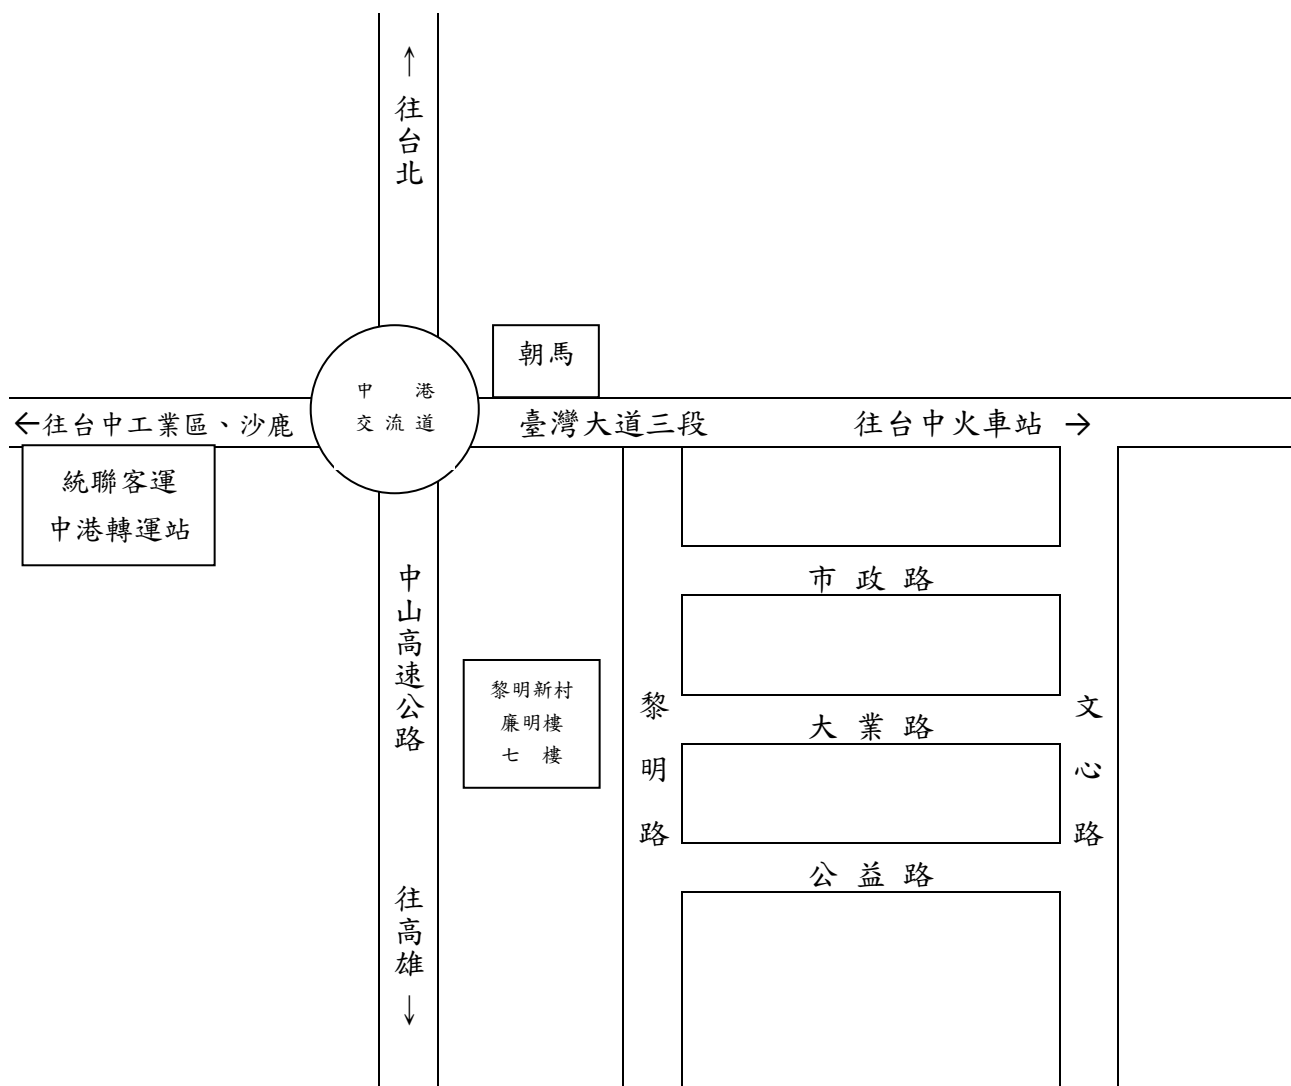 ↑往台北
朝馬
中 港
交流道
←往台中工業區、沙鹿
臺灣大道三段
往台中火車站 →
統聯客運
中港轉運站
中山高速公路
市政路
黎明新村
廉明樓
七 樓
黎明路
大業路
文心路
公益路
往高雄↓